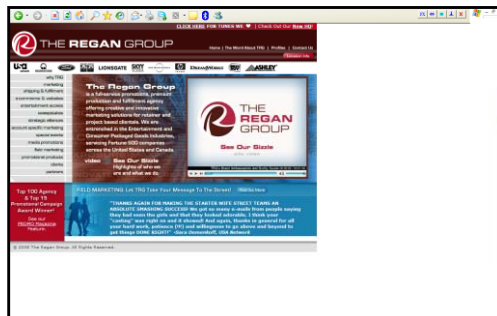 CLICK HERE FOR TUNES WE ♥ | Check Out Our New HQ!
THE REGAN GROUP
Home | The Word About TRG | Profiles | Contact Us
LIONSGATE
SKYY
DREAMWORKS
ASHLEY
why TRG
marketing
shipping & fulfillment
ecommerce & websites
entertainment access
sweepstakes
strategic alliances
account specific marketing
special events
media promotions
field marketing
promotional products
clients
partners
The Regan Group
is a full-service promotions, premium
production and fulfillment agency
offering creative and innovative
marketing solutions for retailer and
project based clients. We are
entrenched in the Entertainment and
Consumer Packaged Goods Industries,
servicing Fortune 500 companies
across the United States and Canada.
video See Our Sizzle
Highlights of who we
are and what we do
THE
REGAN
GROUP
See Our Sizzle
Top 100 Agency
& Top 15
Promotional Campaign
Award Winner!
See our
PROMO Magazine
Feature.
FIELD MARKETING: Let TRG Take Your Message To The Street!
"THANKS AGAIN FOR MAKING THE STARTER WIFE STREET TEAMS AN
ABSOLUTE SMASHING SUCCESS! We got so many e-mails from people saying
they had seen the girls and that they looked adorable. I think your
"casting" was right on and it showed! And again, thanks in general for all
your hard work, patience (!!!) and willingness to go above and beyond to
get things DONE RIGHT!"
USA Network
© 2008 The Regan Group. All Rights Reserved.